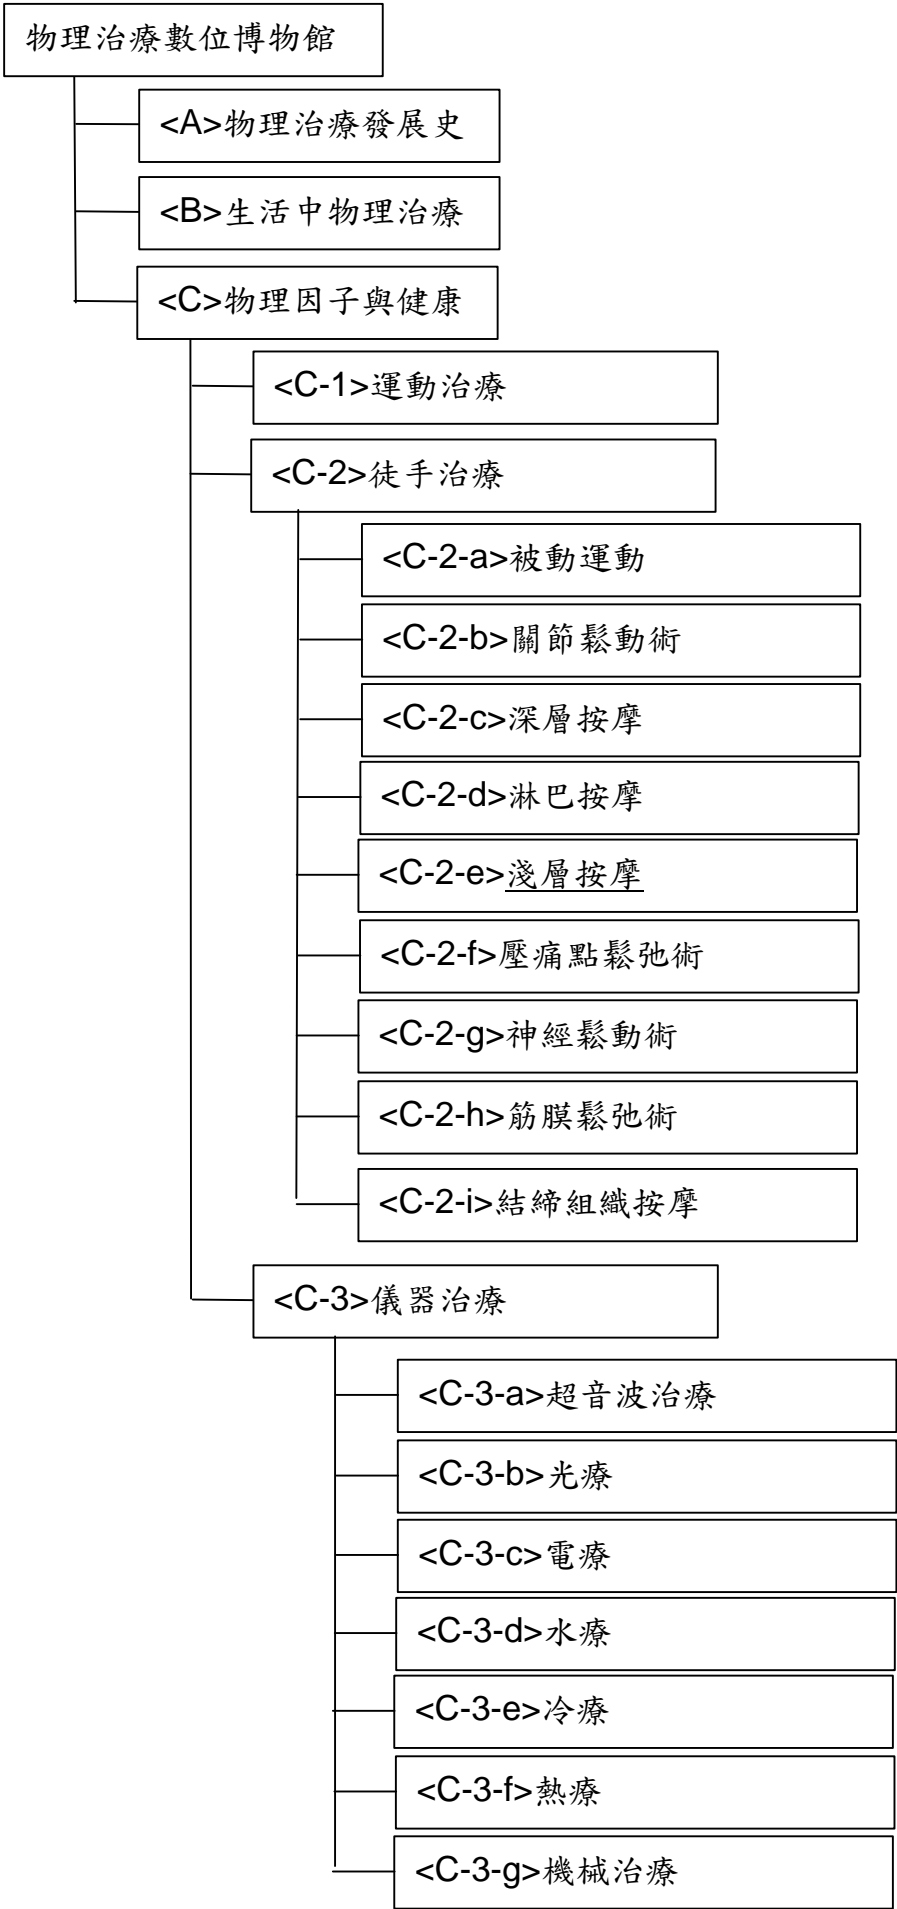 物理治療數位博物館
<A>物理治療發展史
<B>生活中物理治療
<C>物理因子與健康
<C-1>運動治療
<C-2>徒手治療
<C-2-a>被動運動
<C-2-b>關節鬆動術
<C-2-c>深層按摩
<C-2-d>淋巴按摩
<C-2-e>淺層按摩
<C-2-f>壓痛點鬆弛術
<C-2-g>神經鬆動術
<C-2-h>筋膜鬆弛術
<C-2-i>結締組織按摩
<C-3>儀器治療
<C-3-a>超音波治療
<C-3-b>光療
<C-3-c>電療
<C-3-d>水療
<C-3-e>冷療
<C-3-f>熱療
<C-3-g>機械治療